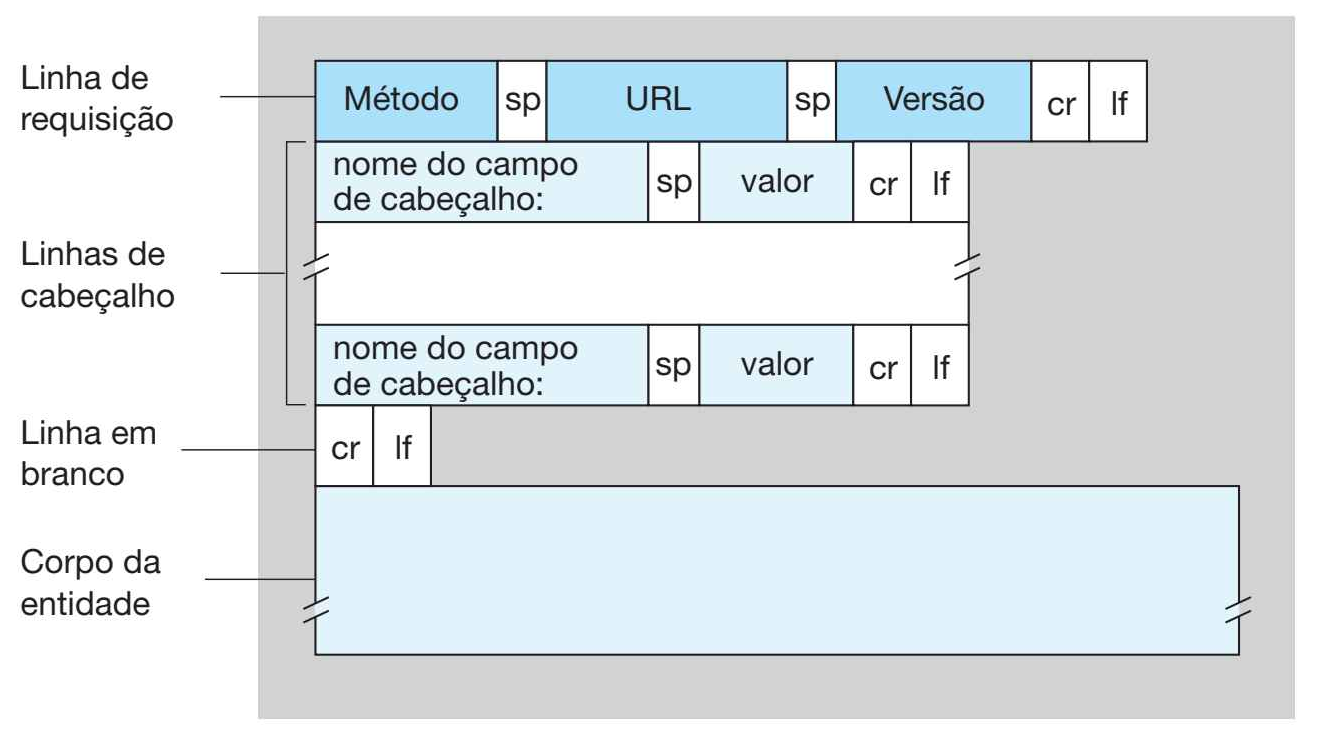 Linha de
requisição
Método sp URL sp Versão cr lf
nome do campo
de cabeçalho:
sp valor cr lf
Linhas de
cabeçalho
nome do campo
de cabeçalho:
sp valor cr lf
Linha em
branco
cr lf
Corpo da
entidade